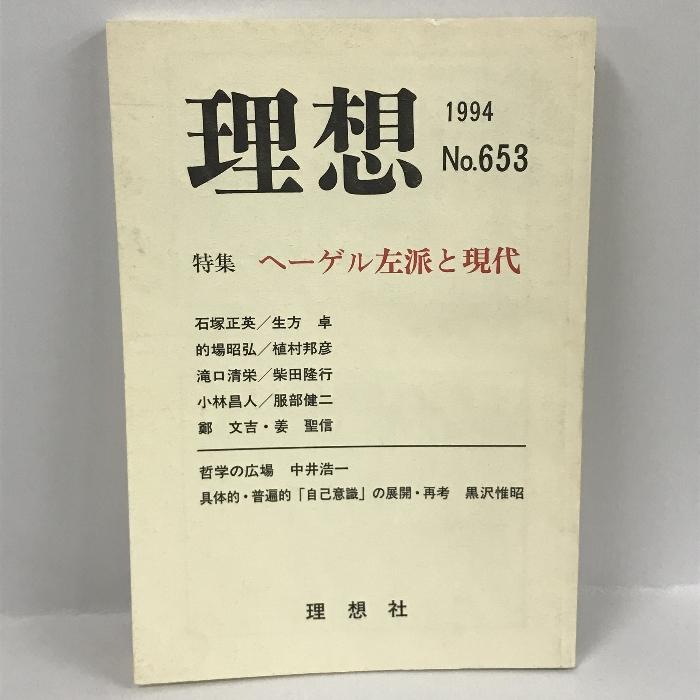 理想
1994
No.653
特集 ヘーゲル左派と現代
石塚正英／生方 卓
的場昭弘／植村邦彦
滝口清栄／柴田隆行
小林昌人／服部健二
鄭 文吉・姜 聖信
哲学の広場 中井浩一
具体的・普遍的「自己意識」の展開・再考 黒沢惟昭
理想社